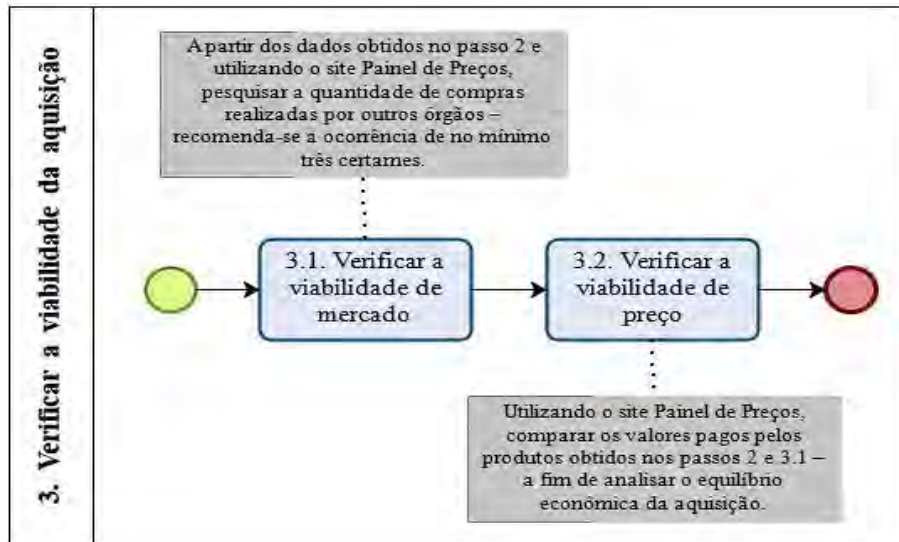 3. Verificar a viabilidade da aquisição
A partir dos dados obtidos no passo 2 e
utilizando o site Painel de Preços,
pesquisar a quantidade de compras
realizadas por outros órgãos –
recomenda-se a ocorrência de no mínimo
três certames.
3.1. Verificar a
viabilidade de
mercado
3.2. Verificar a
viabilidade de
preço
Utilizando o site Painel de Preços,
comparar os valores pagos pelos
produtos obtidos nos passos 2 e 3.1 –
a fim de analisar o equilíbrio
econômica da aquisição.